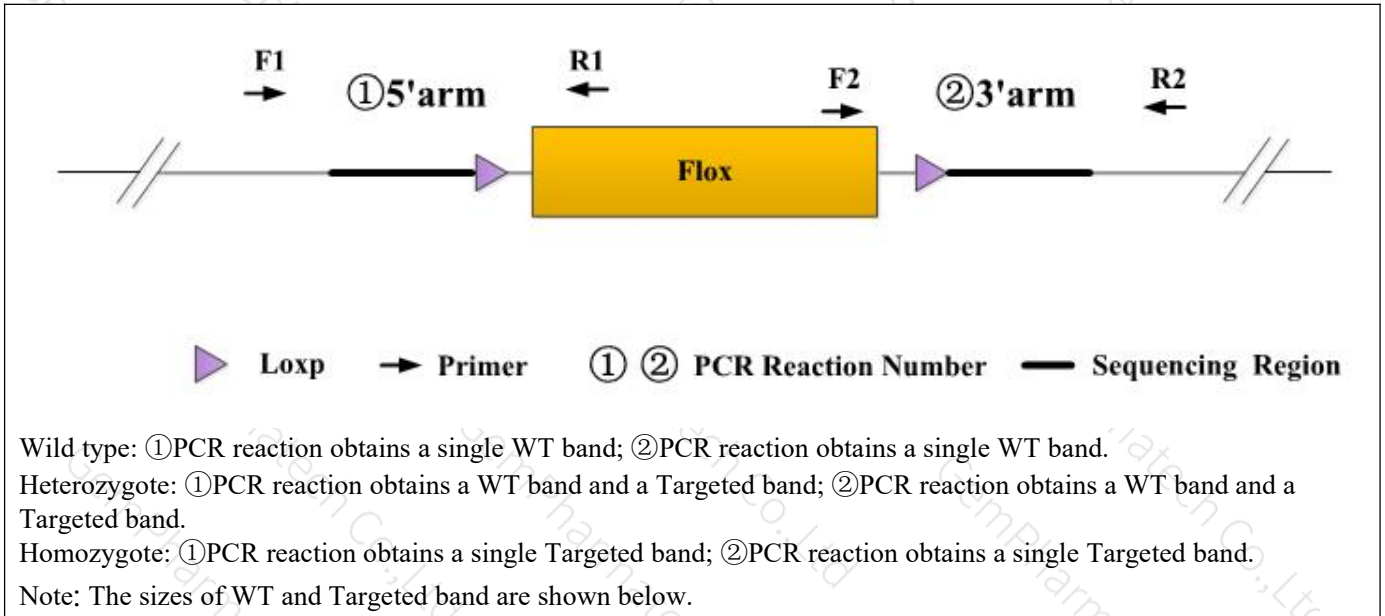 F1
R1
F2
R2
①5'arm
②3'arm
Flox
Loxp
Primer
① ② PCR Reaction Number
Sequencing Region
Wild type: ①PCR reaction obtains a single WT band; ②PCR reaction obtains a single WT band.
Heterozygote: ①PCR reaction obtains a WT band and a Targeted band; ②PCR reaction obtains a WT band and a
Targeted band.
Homozygote: ①PCR reaction obtains a single Targeted band; ②PCR reaction obtains a single Targeted band.
Note: The sizes of WT and Targeted band are shown below.